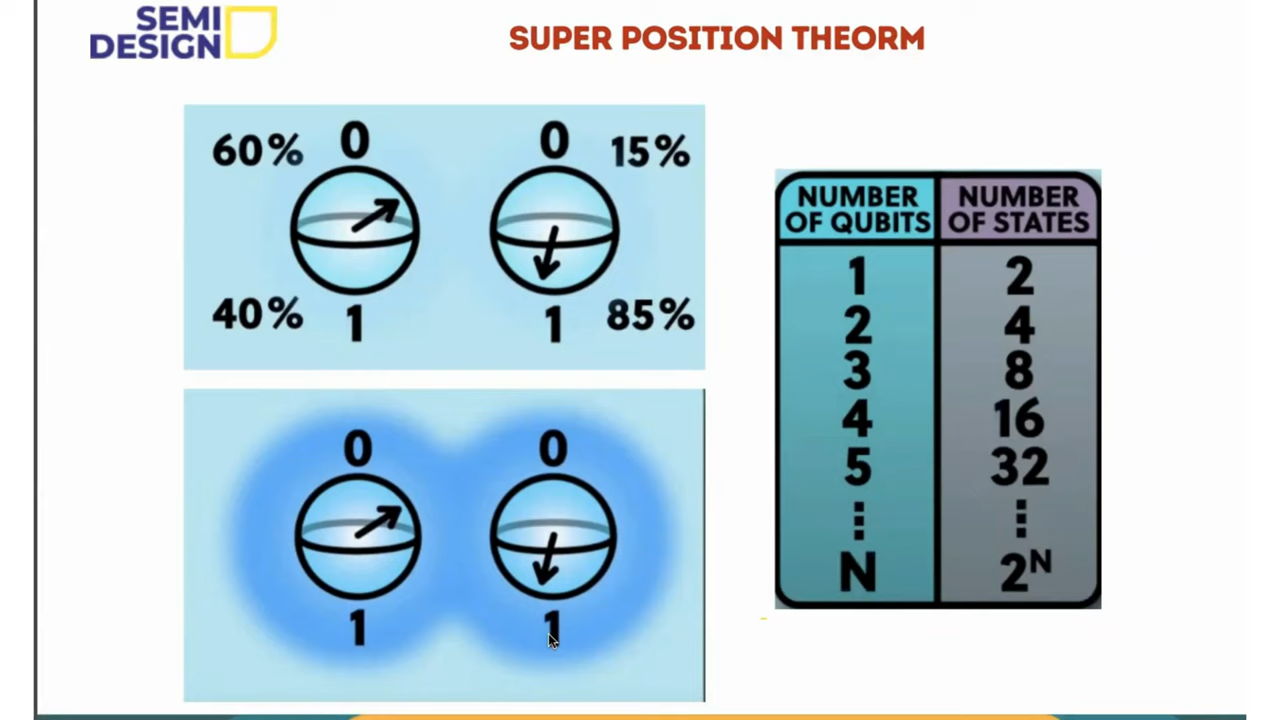 SEMI
DESIGN
SUPER POSITION THEORM
60% 0 0 15%
40% 1 1 85%
0 0
1 1
NUMBER OF QUBITS NUMBER OF STATES
1 2
2 4
3 8
4 16
5 32
⋮ ⋮
N 2ᴺ